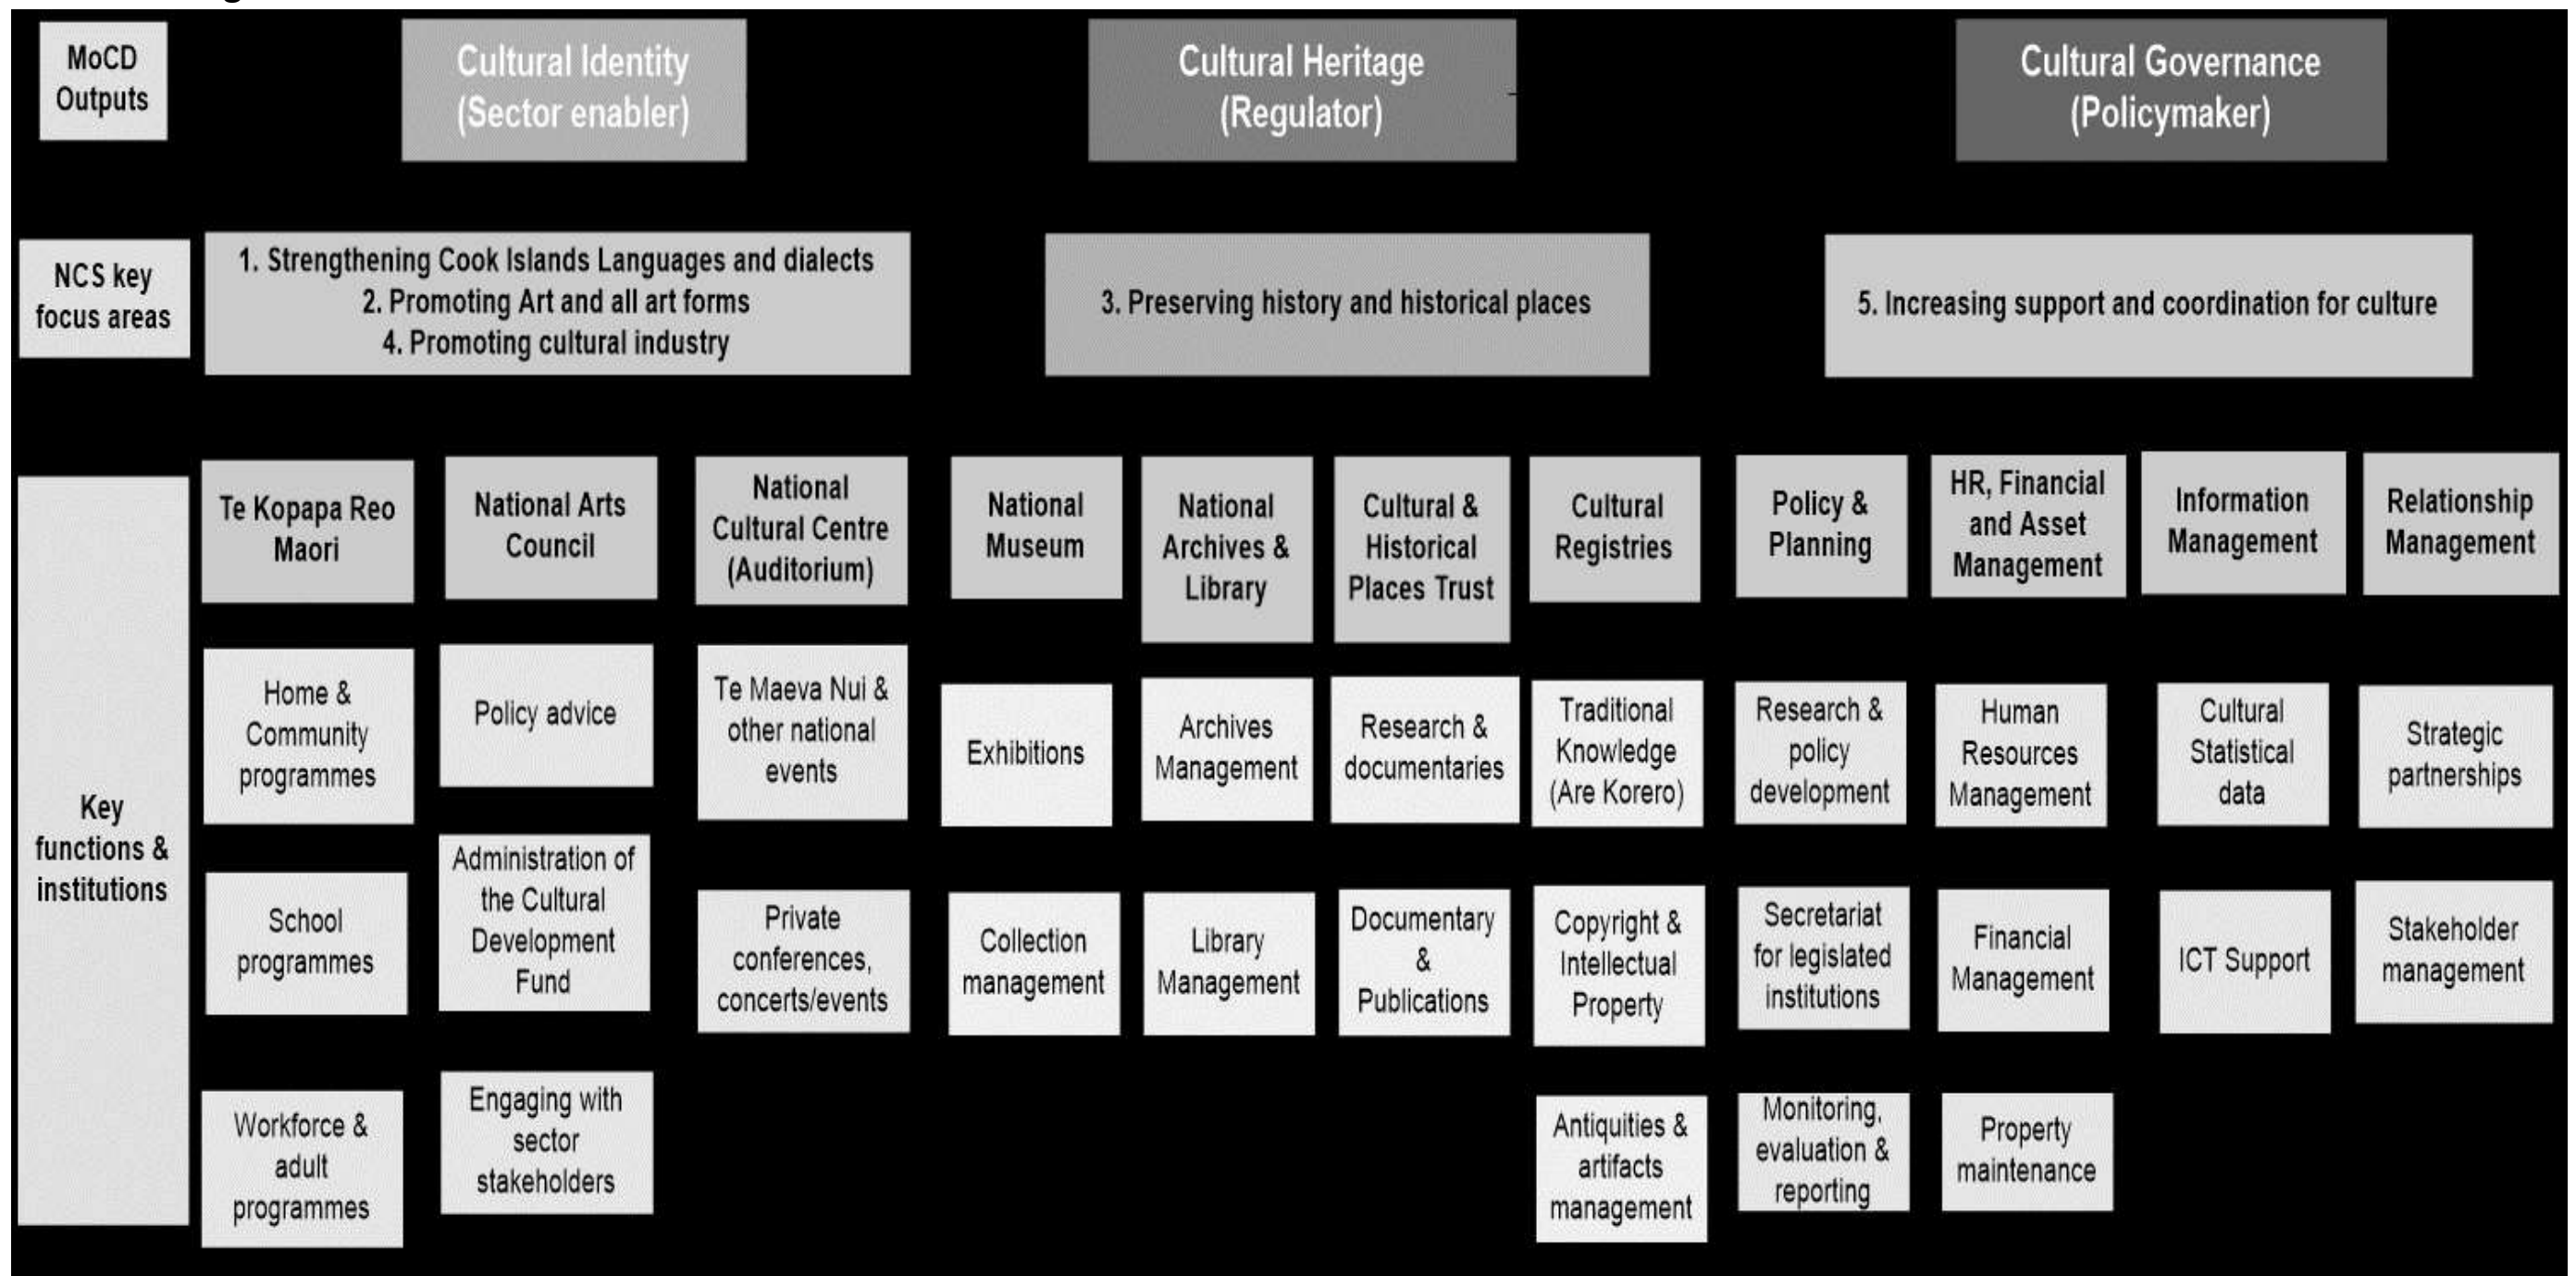 MoCD
Outputs
Cultural Identity
(Sector enabler)
Cultural Heritage
(Regulator)
Cultural Governance
(Policymaker)
NCS key
focus areas
1. Strengthening Cook Islands Languages and dialects
2. Promoting Art and all art forms
4. Promoting cultural industry
3. Preserving history and historical places
5. Increasing support and coordination for culture
Key
functions &
institutions
Te Kopapa Reo
Maori
National Arts
Council
National
Cultural Centre
(Auditorium)
National
Museum
National
Archives &
Library
Cultural &
Historical
Places Trust
Cultural
Registries
Policy &
Planning
HR, Financial
and Asset
Management
Information
Management
Relationship
Management
Home &
Community
programmes
Policy advice
Te Maeva Nui &
other national
events
Exhibitions
Archives
Management
Research &
documentaries
Traditional
Knowledge
(Are Korero)
Research &
policy
development
Human
Resources
Management
Cultural
Statistical
data
Strategic
partnerships
School
programmes
Administration of
the Cultural
Development
Fund
Private
conferences,
concerts/events
Collection
management
Library
Management
Documentary
&
Publications
Copyright &
Intellectual
Property
Secretariat
for legislated
institutions
Financial
Management
ICT Support
Stakeholder
management
Workforce &
adult
programmes
Engaging with
sector
stakeholders
Antiquities &
artifacts
management
Monitoring,
evaluation &
reporting
Property
maintenance